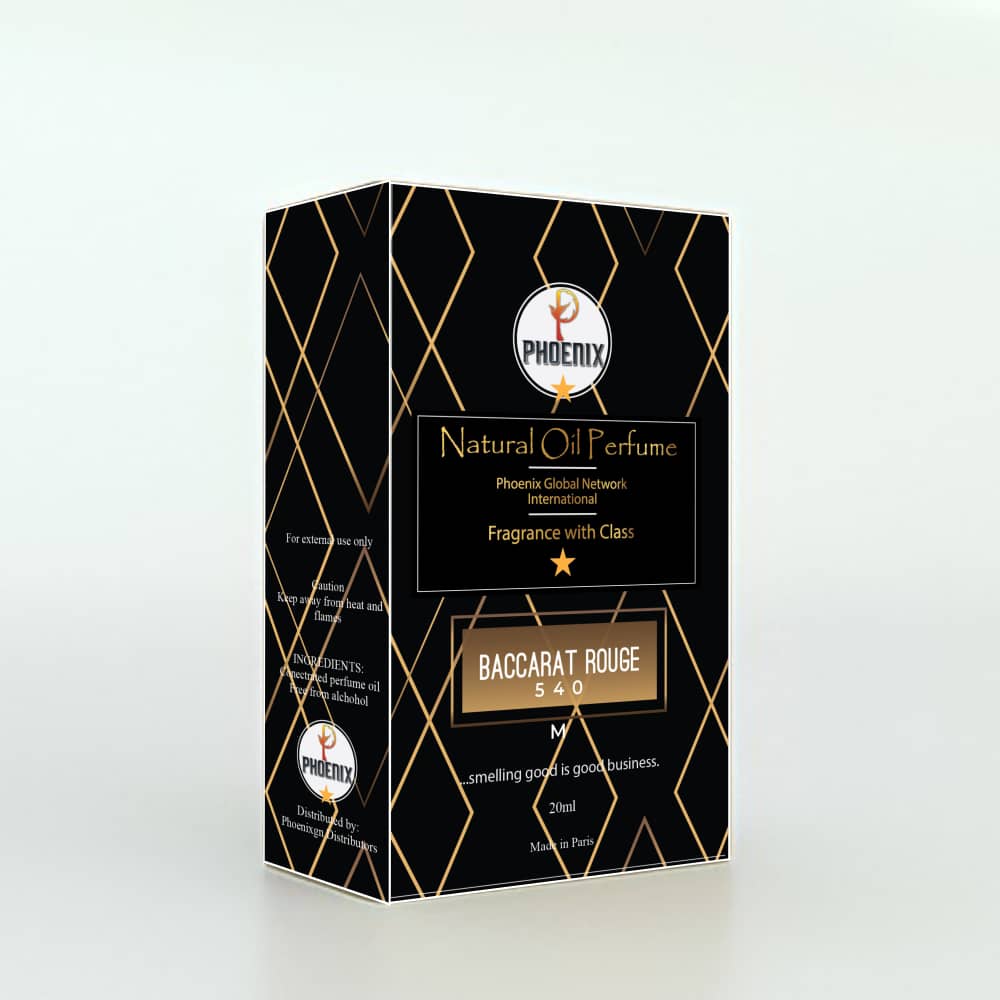 For external use only
Caution
Keep away from heat and
flames
INGREDIENTS:
Conectrated perfume oil
Free from alchohol
P
PHOENIX
Distributed by:
Phoenixgn Distributors
P
PHOENIX
Natural Oil Perfume
Phoenix Global Network
International
Fragrance with Class
BACCARAT ROUGE
540
M
...smelling good is good business.
20ml
Made in Paris